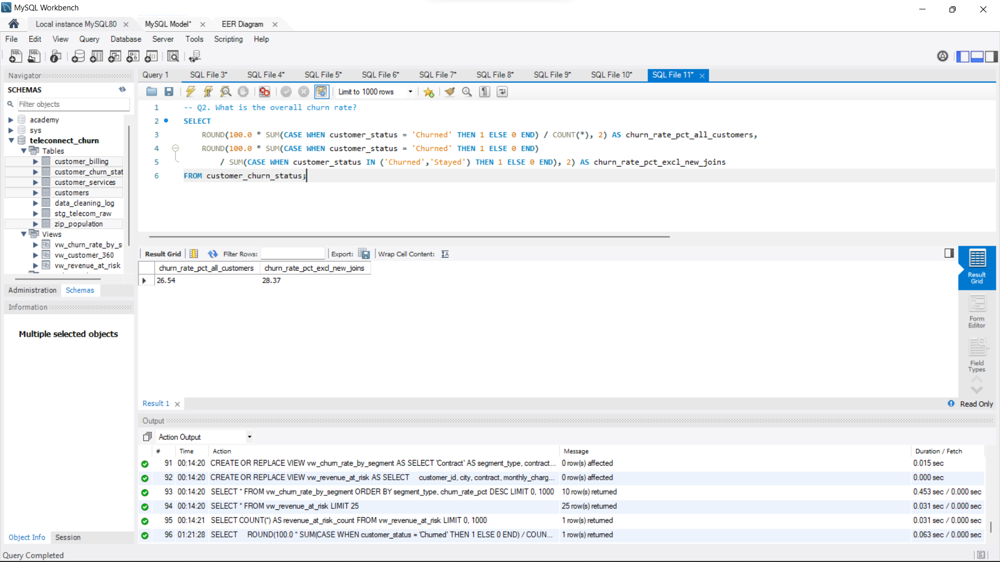 MySQL Workbench
Local instance MySQL80
MySQL Model*
EER Diagram
File Edit View Query Database Server Tools Scripting Help
Navigator
SCHEMAS
Filter objects
academy
sys
teleconnect_churn
Tables
customer_billing
customer_churn_stat
customer_services
customers
data_cleaning_log
stg_telecom_raw
zip_population
Views
vw_churn_rate_by_s
vw_customer_360
vw_revenue_at_risk
Administration Schemas
Information
Multiple selected objects
Object Info Session
Query 1 SQL File 3* SQL File 4* SQL File 5* SQL File 6* SQL File 7* SQL File 8* SQL File 9* SQL File 10* SQL File 11*
Limit to 1000 rows
1 -- Q2. What is the overall churn rate?
2 SELECT
3 ROUND(100.0 * SUM(CASE WHEN customer_status = 'Churned' THEN 1 ELSE 0 END) / COUNT(*), 2) AS churn_rate_pct_all_customers,
4 ROUND(100.0 * SUM(CASE WHEN customer_status = 'Churned' THEN 1 ELSE 0 END)
5 / SUM(CASE WHEN customer_status IN ('Churned','Stayed') THEN 1 ELSE 0 END), 2) AS churn_rate_pct_excl_new_joins
6 FROM customer_churn_status;
Result Grid Filter Rows: Export: Wrap Cell Content:
churn_rate_pct_all_customers churn_rate_pct_excl_new_joins
26.54 28.37
Result
Grid
Form
Editor
Field
Types
Result 1
Read Only
Output
Action Output
# Time Action Message Duration / Fetch
91 00:14:20 CREATE OR REPLACE VIEW vw_churn_rate_by_segment AS SELECT 'Contract' AS segment_type, contract... 0 row(s) affected 0.015 sec
92 00:14:20 CREATE OR REPLACE VIEW vw_revenue_at_risk AS SELECT customer_id, city, contract, monthly_charg... 0 row(s) affected 0.000 sec
93 00:14:20 SELECT * FROM vw_churn_rate_by_segment ORDER BY segment_type, churn_rate_pct DESC LIMIT 0, 1000 10 row(s) returned 0.453 sec / 0.000 sec
94 00:14:20 SELECT * FROM vw_revenue_at_risk LIMIT 25 25 row(s) returned 0.031 sec / 0.000 sec
95 00:14:21 SELECT COUNT(*) AS revenue_at_risk_count FROM vw_revenue_at_risk LIMIT 0, 1000 1 row(s) returned 0.031 sec / 0.000 sec
96 01:21:28 SELECT ROUND(100.0 * SUM(CASE WHEN customer_status = 'Churned' THEN 1 ELSE 0 END) / COUN... 1 row(s) returned 0.063 sec / 0.000 sec
Query Completed